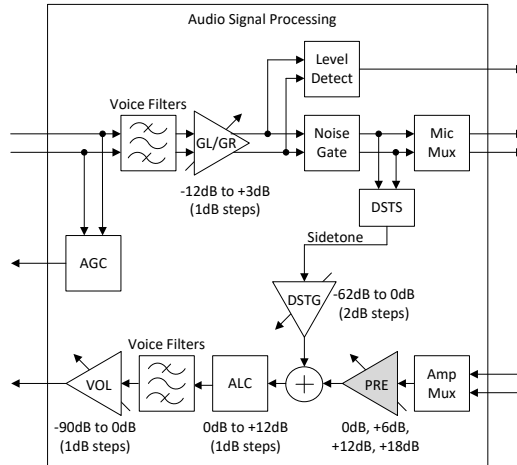 Audio Signal Processing
Level
Detect
Voice Filters
GL/GR
Noise
Gate
Mic
Mux
-12dB to +3dB
(1dB steps)
DSTS
Sidetone
AGC
DSTG
-62dB to 0dB
(2dB steps)
Voice Filters
VOL
ALC
PRE
Amp
Mux
-90dB to 0dB
(1dB steps)
0dB to +12dB
(1dB steps)
0dB, +6dB,
+12dB, +18dB